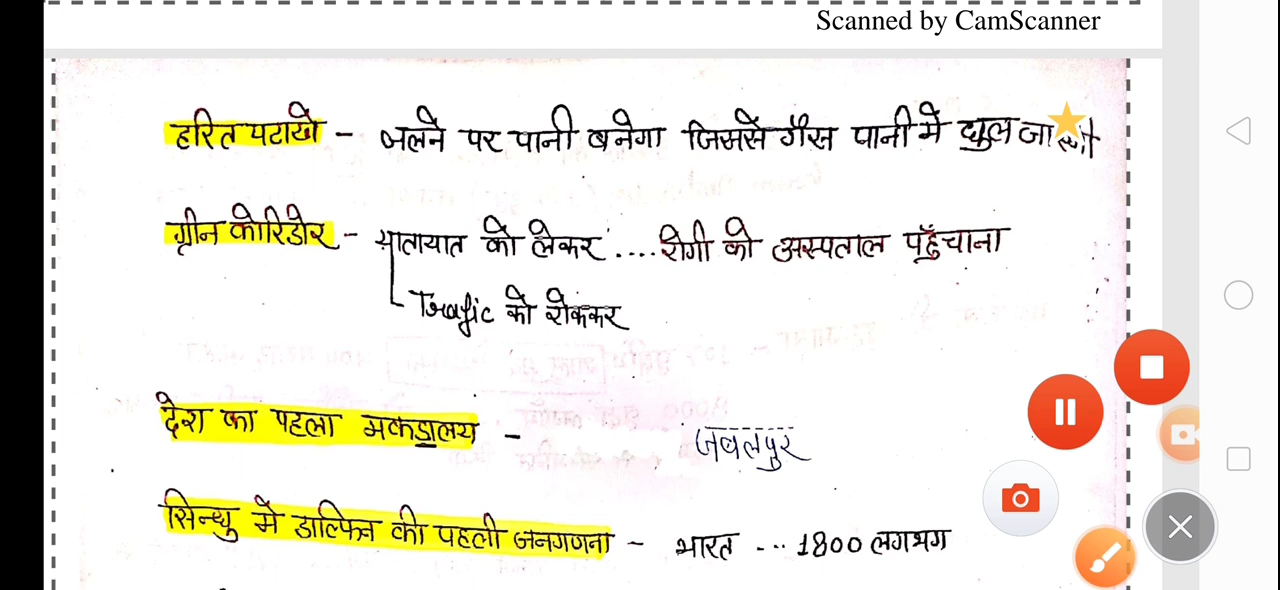 Scanned by CamScanner
हरित पटाखे - जलने पर पानी बनेगा जिससे गैस पानी में घुल जा
ग्रीन कोरिडोर - यातायात को लेकर ....रोगी को अस्पताल पहुँचाना
Traffic को रोककर
देश का पहला मकडालय - जबलपुर
सिन्धु में डाल्फिन की पहली जनगणना - भारत ... 1800 लगभग